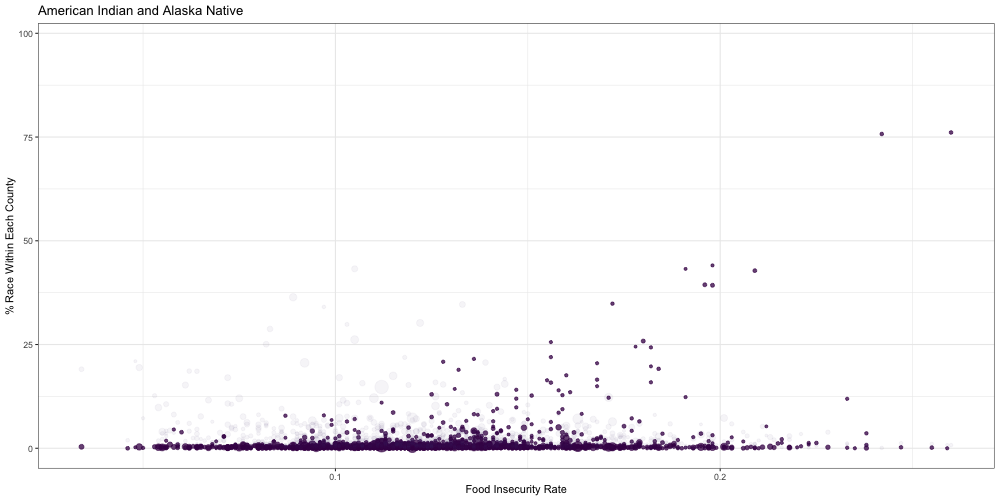 American Indian and Alaska Native
% Race Within Each County
100
75
50
25
0
0.1
0.2
Food Insecurity Rate